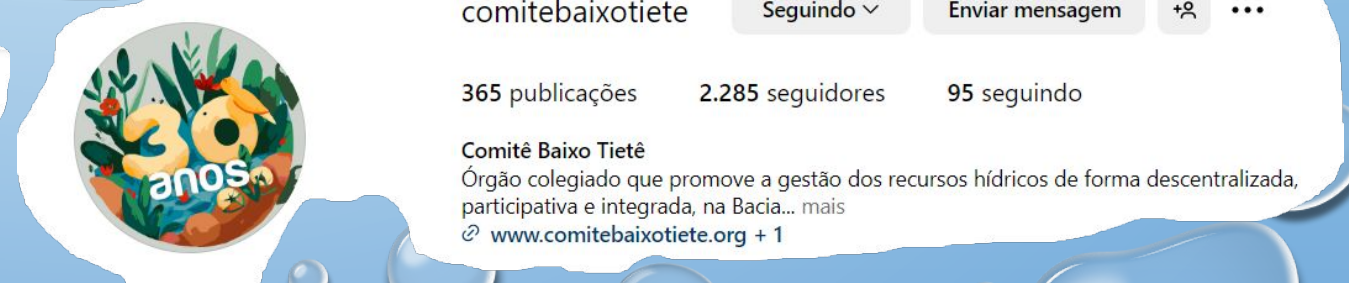 comitebaixotiete Seguindo Enviar mensagem
30
anos
365 publicações 2.285 seguidores 95 seguindo
Comitê Baixo Tietê
Órgão colegiado que promove a gestão dos recursos hídricos de forma descentralizada,
participativa e integrada, na Bacia... mais
www.comitebaixotiete.org + 1